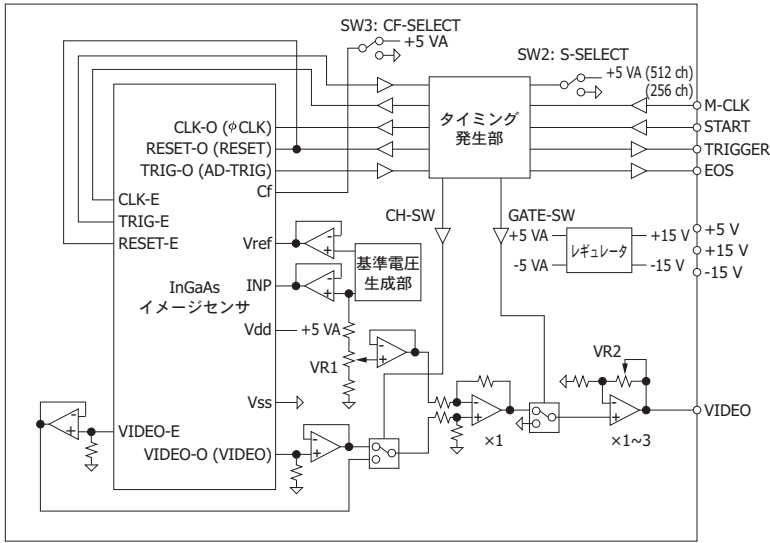 SW3: CF-SELECT
+5 VA
SW2: S-SELECT
+5 VA (512 ch)
(256 ch)
M-CLK
START
TRIGGER
EOS
タイミング
発生部
CLK-O (φCLK)
RESET-O (RESET)
TRIG-O (AD-TRIG)
Cf
CLK-E
TRIG-E
RESET-E
CH-SW
GATE-SW
+5 VA
-5 VA
レギュレータ
+15 V
-15 V
+5 V
+15 V
-15 V
Vref
INP
基準電圧
生成部
InGaAs
イメージセンサ
Vdd
+5 VA
VR1
-
+
-
+
-
+
Vss
VR2
VIDEO
-
+
×1
-
+
×1~3
-
+
VIDEO-E
VIDEO-O (VIDEO)
-
+